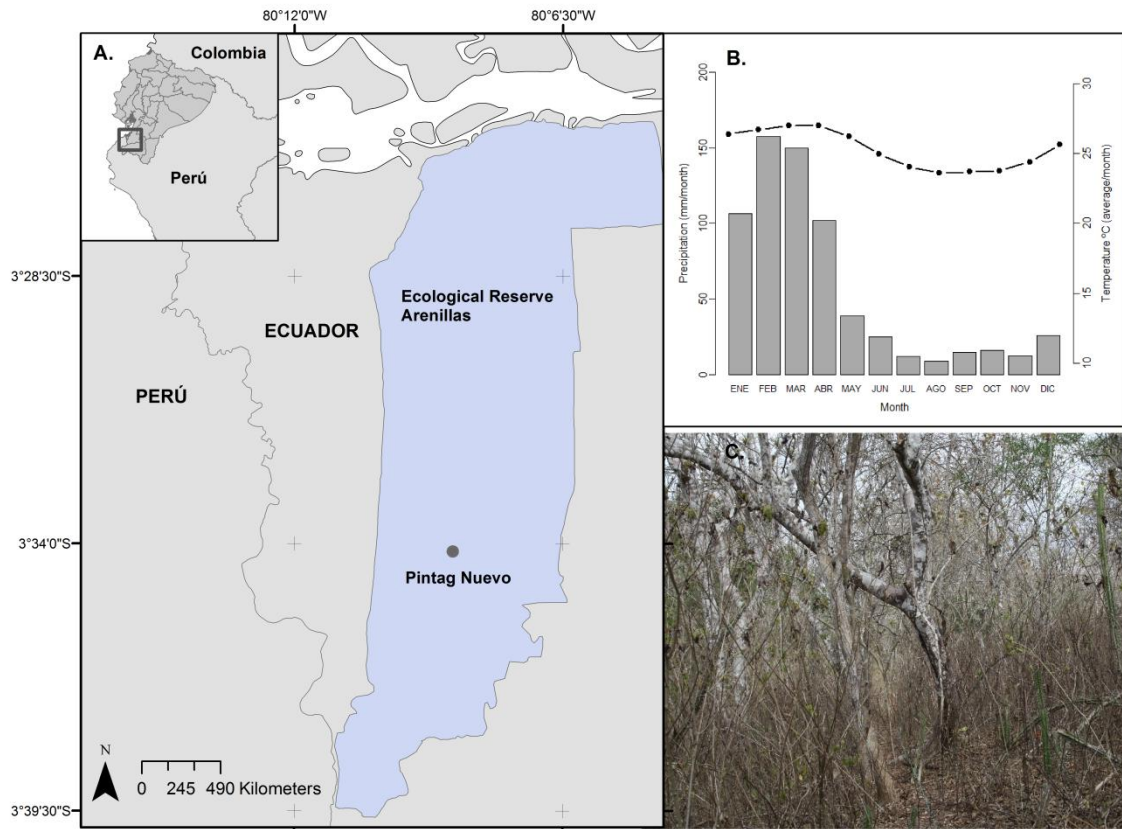 80°12'0"W
80°6'30"W
A.
Colombia
Perú
3°28'30"S
3°34'0"S
3°39'30"S
Ecological Reserve
Arenillas
ECUADOR
PERÚ
Pintag Nuevo
N
0 245 490 Kilometers
B.
Precipitation (mm/month)
200
150
100
50
0
Temperature ºC (average/month)
30
25
20
15
10
ENE FEB MAR ABR MAY JUN JUL AGO SEP OCT NOV DIC
Month
C.